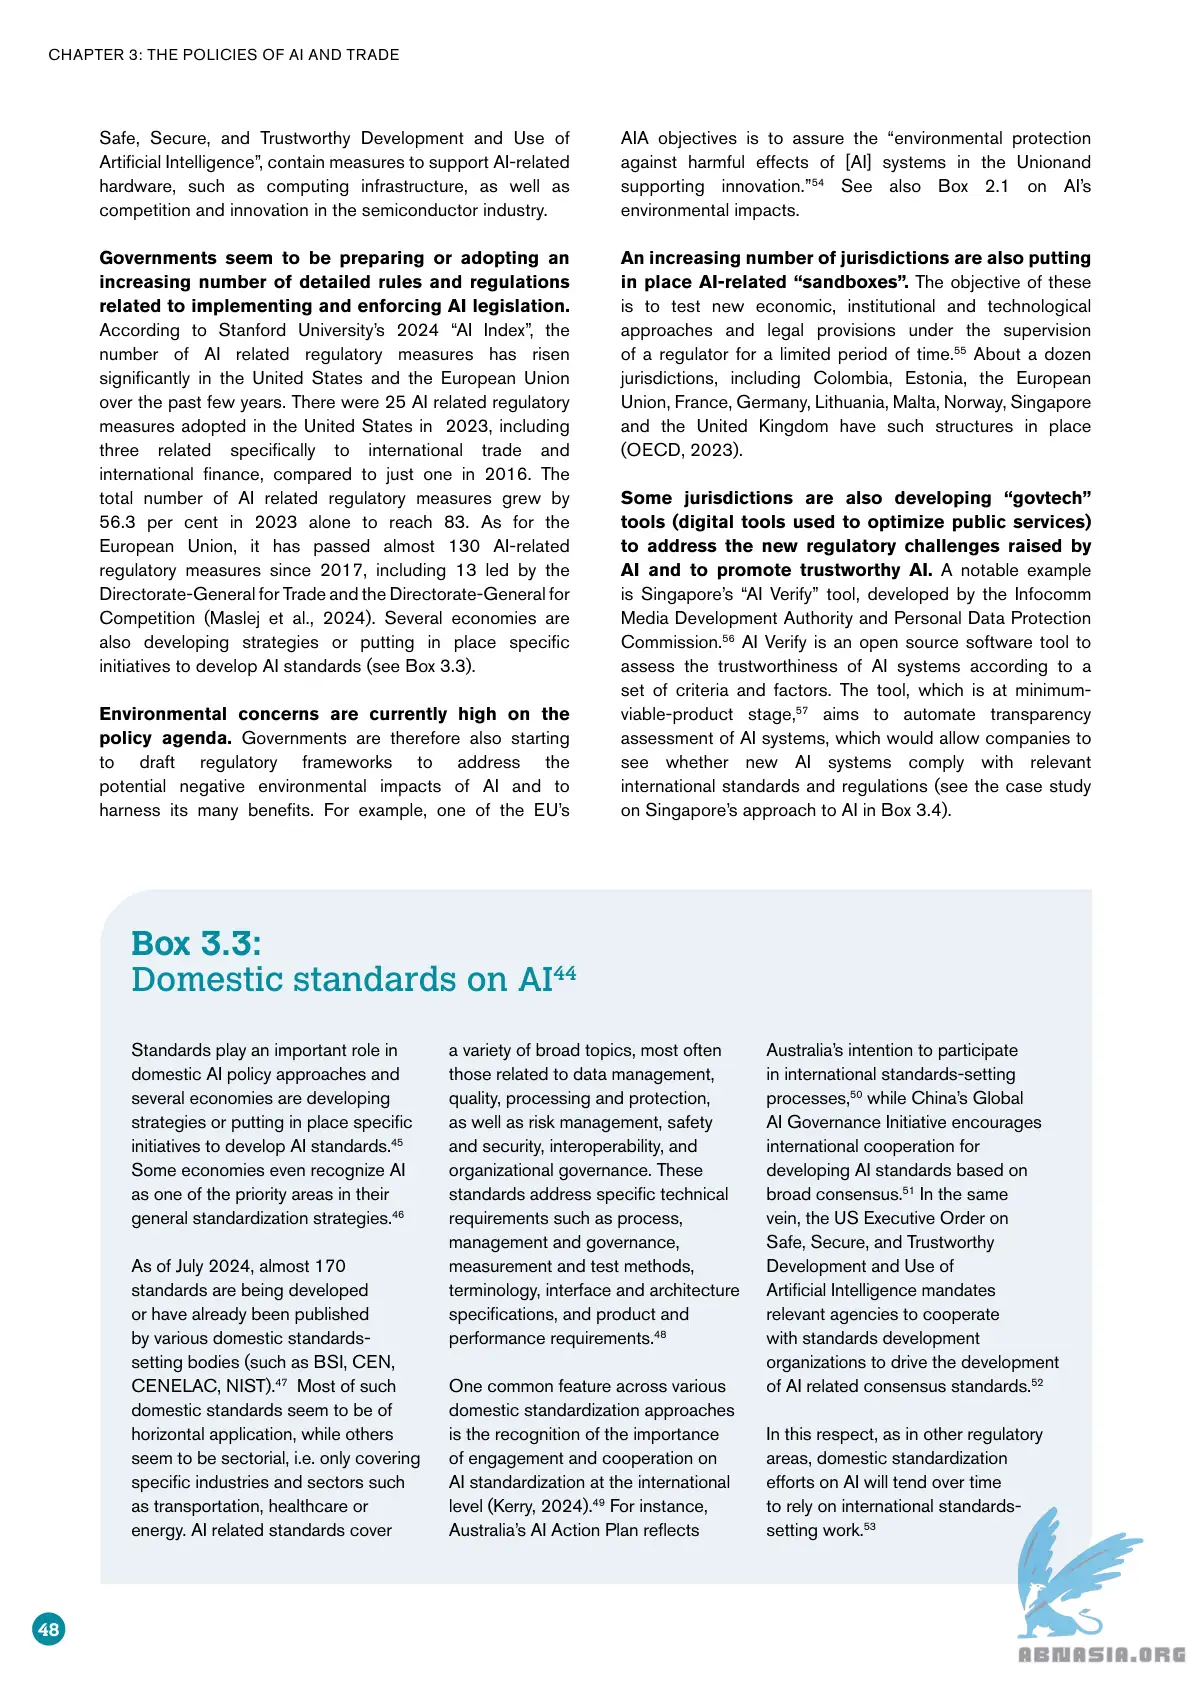 CHAPTER 3: THE POLICIES OF AI AND TRADE
Safe, Secure, and Trustworthy Development and Use of
Artificial Intelligence”, contain measures to support AI-related
hardware, such as computing infrastructure, as well as
competition and innovation in the semiconductor industry.
Governments seem to be preparing or adopting an
increasing number of detailed rules and regulations
related to implementing and enforcing AI legislation.
According to Stanford University’s 2024 “AI Index”, the
number of AI related regulatory measures has risen
significantly in the United States and the European Union
over the past few years. There were 25 AI related regulatory
measures adopted in the United States in 2023, including
three related specifically to international trade and
international finance, compared to just one in 2016. The
total number of AI related regulatory measures grew by
56.3 per cent in 2023 alone to reach 83. As for the
European Union, it has passed almost 130 AI-related
regulatory measures since 2017, including 13 led by the
Directorate-General for Trade and the Directorate-General for
Competition (Maslej et al., 2024). Several economies are
also developing strategies or putting in place specific
initiatives to develop AI standards (see Box 3.3).
Environmental concerns are currently high on the
policy agenda. Governments are therefore also starting
to draft regulatory frameworks to address the
potential negative environmental impacts of AI and to
harness its many benefits. For example, one of the EU’s
AIA objectives is to assure the “environmental protection
against harmful effects of [AI] systems in the Unionand
supporting innovation.”54 See also Box 2.1 on AI’s
environmental impacts.
An increasing number of jurisdictions are also putting
in place AI-related “sandboxes”. The objective of these
is to test new economic, institutional and technological
approaches and legal provisions under the supervision
of a regulator for a limited period of time.55 About a dozen
jurisdictions, including Colombia, Estonia, the European
Union, France, Germany, Lithuania, Malta, Norway, Singapore
and the United Kingdom have such structures in place
(OECD, 2023).
Some jurisdictions are also developing “govtech”
tools (digital tools used to optimize public services)
to address the new regulatory challenges raised by
AI and to promote trustworthy AI. A notable example
is Singapore’s “AI Verify” tool, developed by the Infocomm
Media Development Authority and Personal Data Protection
Commission.56 AI Verify is an open source software tool to
assess the trustworthiness of AI systems according to a
set of criteria and factors. The tool, which is at minimum-
viable-product stage,57 aims to automate transparency
assessment of AI systems, which would allow companies to
see whether new AI systems comply with relevant
international standards and regulations (see the case study
on Singapore’s approach to AI in Box 3.4).
Box 3.3:
Domestic standards on AI44
Standards play an important role in
domestic AI policy approaches and
several economies are developing
strategies or putting in place specific
initiatives to develop AI standards.45
Some economies even recognize AI
as one of the priority areas in their
general standardization strategies.46
As of July 2024, almost 170
standards are being developed
or have already been published
by various domestic standards-
setting bodies (such as BSI, CEN,
CENELAC, NIST).47 Most of such
domestic standards seem to be of
horizontal application, while others
seem to be sectorial, i.e. only covering
specific industries and sectors such
as transportation, healthcare or
energy. AI related standards cover
a variety of broad topics, most often
those related to data management,
quality, processing and protection,
as well as risk management, safety
and security, interoperability, and
organizational governance. These
standards address specific technical
requirements such as process,
management and governance,
measurement and test methods,
terminology, interface and architecture
specifications, and product and
performance requirements.48
One common feature across various
domestic standardization approaches
is the recognition of the importance
of engagement and cooperation on
AI standardization at the international
level (Kerry, 2024).49 For instance,
Australia’s AI Action Plan reflects
Australia’s intention to participate
in international standards-setting
processes,50 while China’s Global
AI Governance Initiative encourages
international cooperation for
developing AI standards based on
broad consensus.51 In the same
vein, the US Executive Order on
Safe, Secure, and Trustworthy
Development and Use of
Artificial Intelligence mandates
relevant agencies to cooperate
with standards development
organizations to drive the development
of AI related consensus standards.52
In this respect, as in other regulatory
areas, domestic standardization
efforts on AI will tend over time
to rely on international standards-
setting work.53
48
ABNASIA.ORG